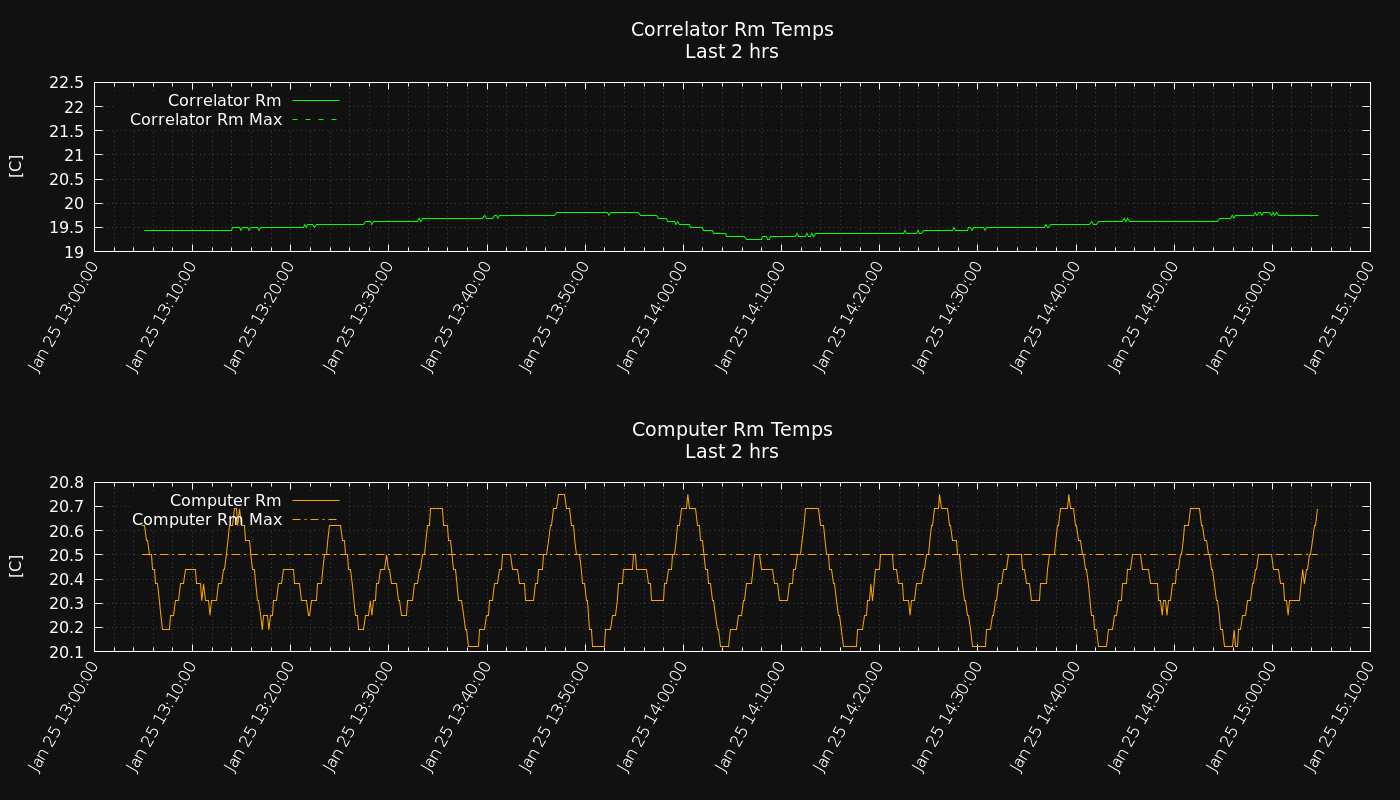 Correlator Rm Temps
Last 2 hrs
22.5
22
21.5
21
20.5
20
19.5
19
[C]
Correlator Rm
Correlator Rm Max
Jan 25 13:00:00
Jan 25 13:10:00
Jan 25 13:20:00
Jan 25 13:30:00
Jan 25 13:40:00
Jan 25 13:50:00
Jan 25 14:00:00
Jan 25 14:10:00
Jan 25 14:20:00
Jan 25 14:30:00
Jan 25 14:40:00
Jan 25 14:50:00
Jan 25 15:00:00
Jan 25 15:10:00
Computer Rm Temps
Last 2 hrs
20.8
20.7
20.6
20.5
20.4
20.3
20.2
20.1
[C]
Computer Rm
Computer Rm Max
Jan 25 13:00:00
Jan 25 13:10:00
Jan 25 13:20:00
Jan 25 13:30:00
Jan 25 13:40:00
Jan 25 13:50:00
Jan 25 14:00:00
Jan 25 14:10:00
Jan 25 14:20:00
Jan 25 14:30:00
Jan 25 14:40:00
Jan 25 14:50:00
Jan 25 15:00:00
Jan 25 15:10:00